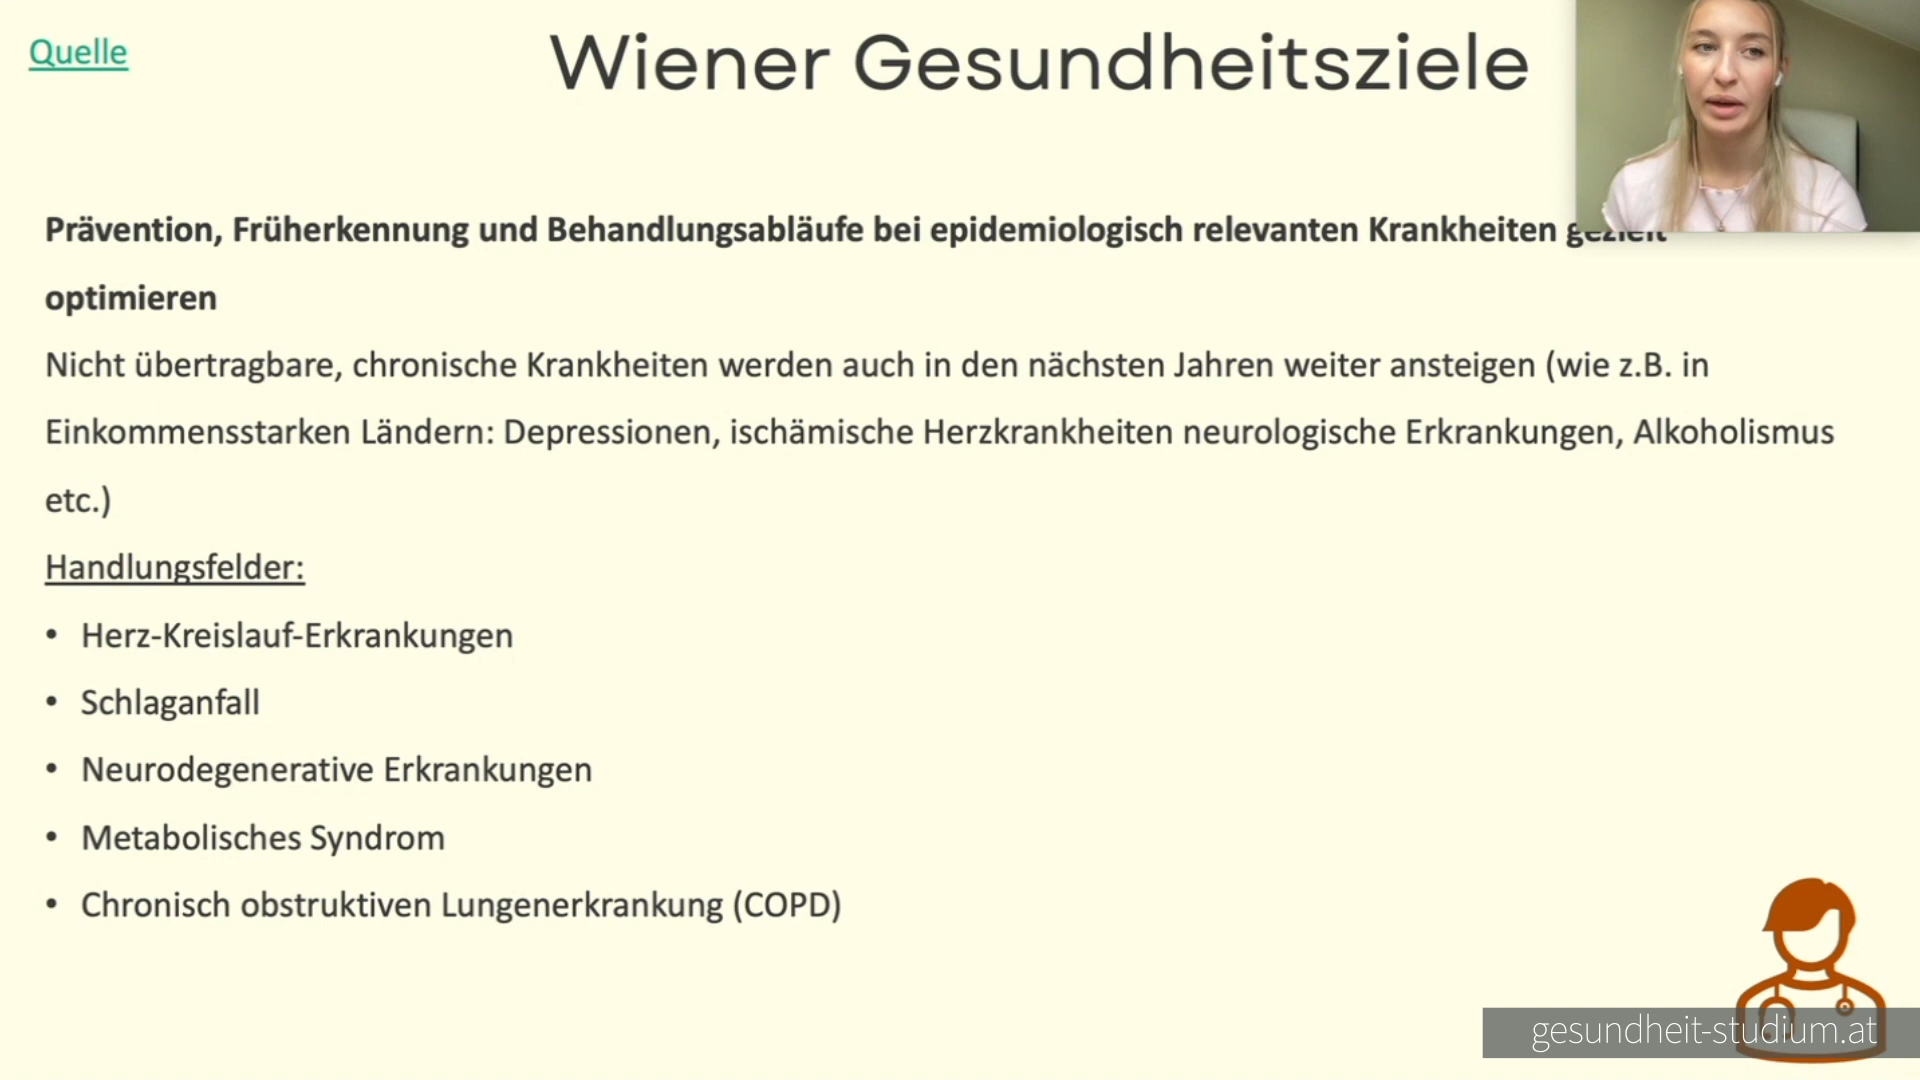 Quelle
Wiener Gesundheitsziele
Prävention, Früherkennung und Behandlungsabläufe bei epidemiologisch relevanten Krankheiten gezielt
optimieren
Nicht übertragbare, chronische Krankheiten werden auch in den nächsten Jahren weiter ansteigen (wie z.B. in
Einkommensstarken Ländern: Depressionen, ischämische Herzkrankheiten neurologische Erkrankungen, Alkoholismus
etc.)
Handlungsfelder:
• Herz-Kreislauf-Erkrankungen
• Schlaganfall
• Neurodegenerative Erkrankungen
• Metabolisches Syndrom
• Chronisch obstruktiven Lungenerkrankung (COPD)
gesundheit-studium.at